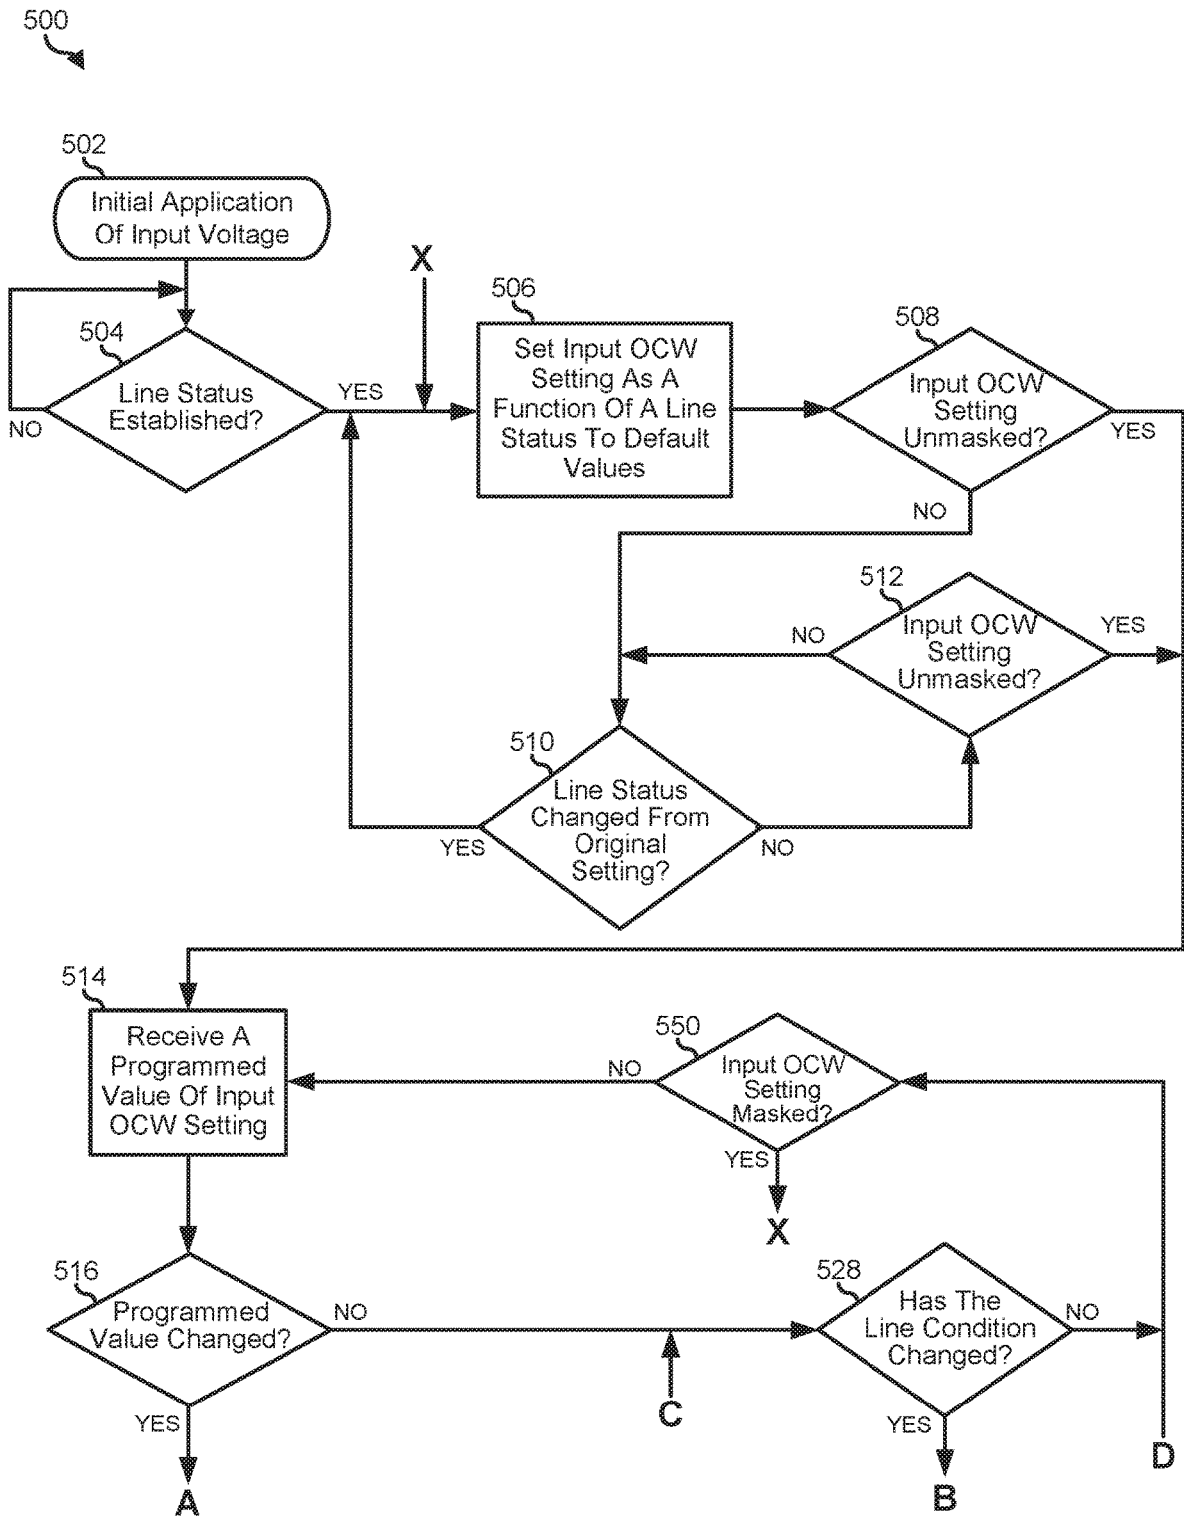 500
502
Initial Application
Of Input Voltage
X
504
Line Status
Established?
YES
NO
506
Set Input OCW
Setting As A
Function Of A Line
Status To Default
Values
508
Input OCW
Setting
Unmasked?
YES
NO
512
Input OCW
Setting
Unmasked?
NO
YES
510
Line Status
Changed From
Original
Setting?
YES
NO
514
Receive A
Programmed
Value Of Input
OCW Setting
550
Input OCW
Setting
Masked?
NO
YES
X
516
Programmed
Value Changed?
NO
YES
A
C
528
Has The
Line Condition
Changed?
NO
YES
B
D